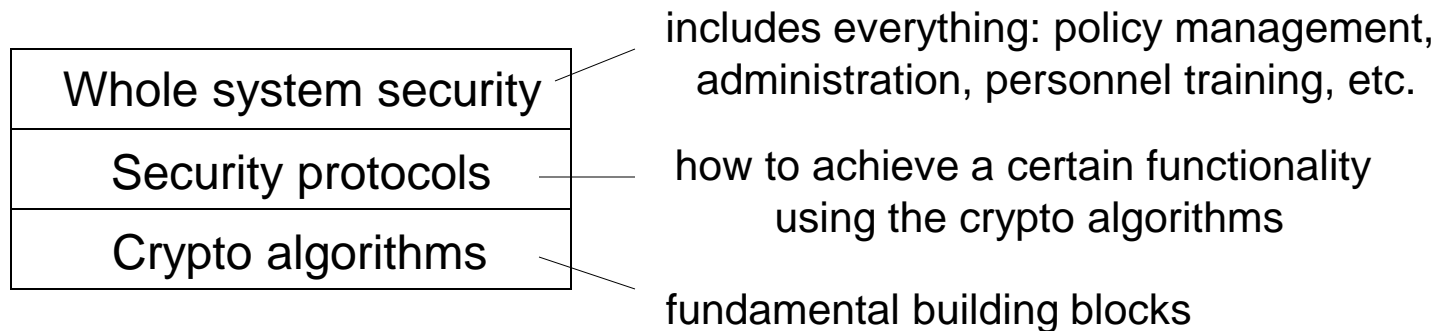 includes everything: policy management,
administration, personnel training, etc.
Whole system security
Security protocols
how to achieve a certain functionality
using the crypto algorithms
Crypto algorithms
fundamental building blocks